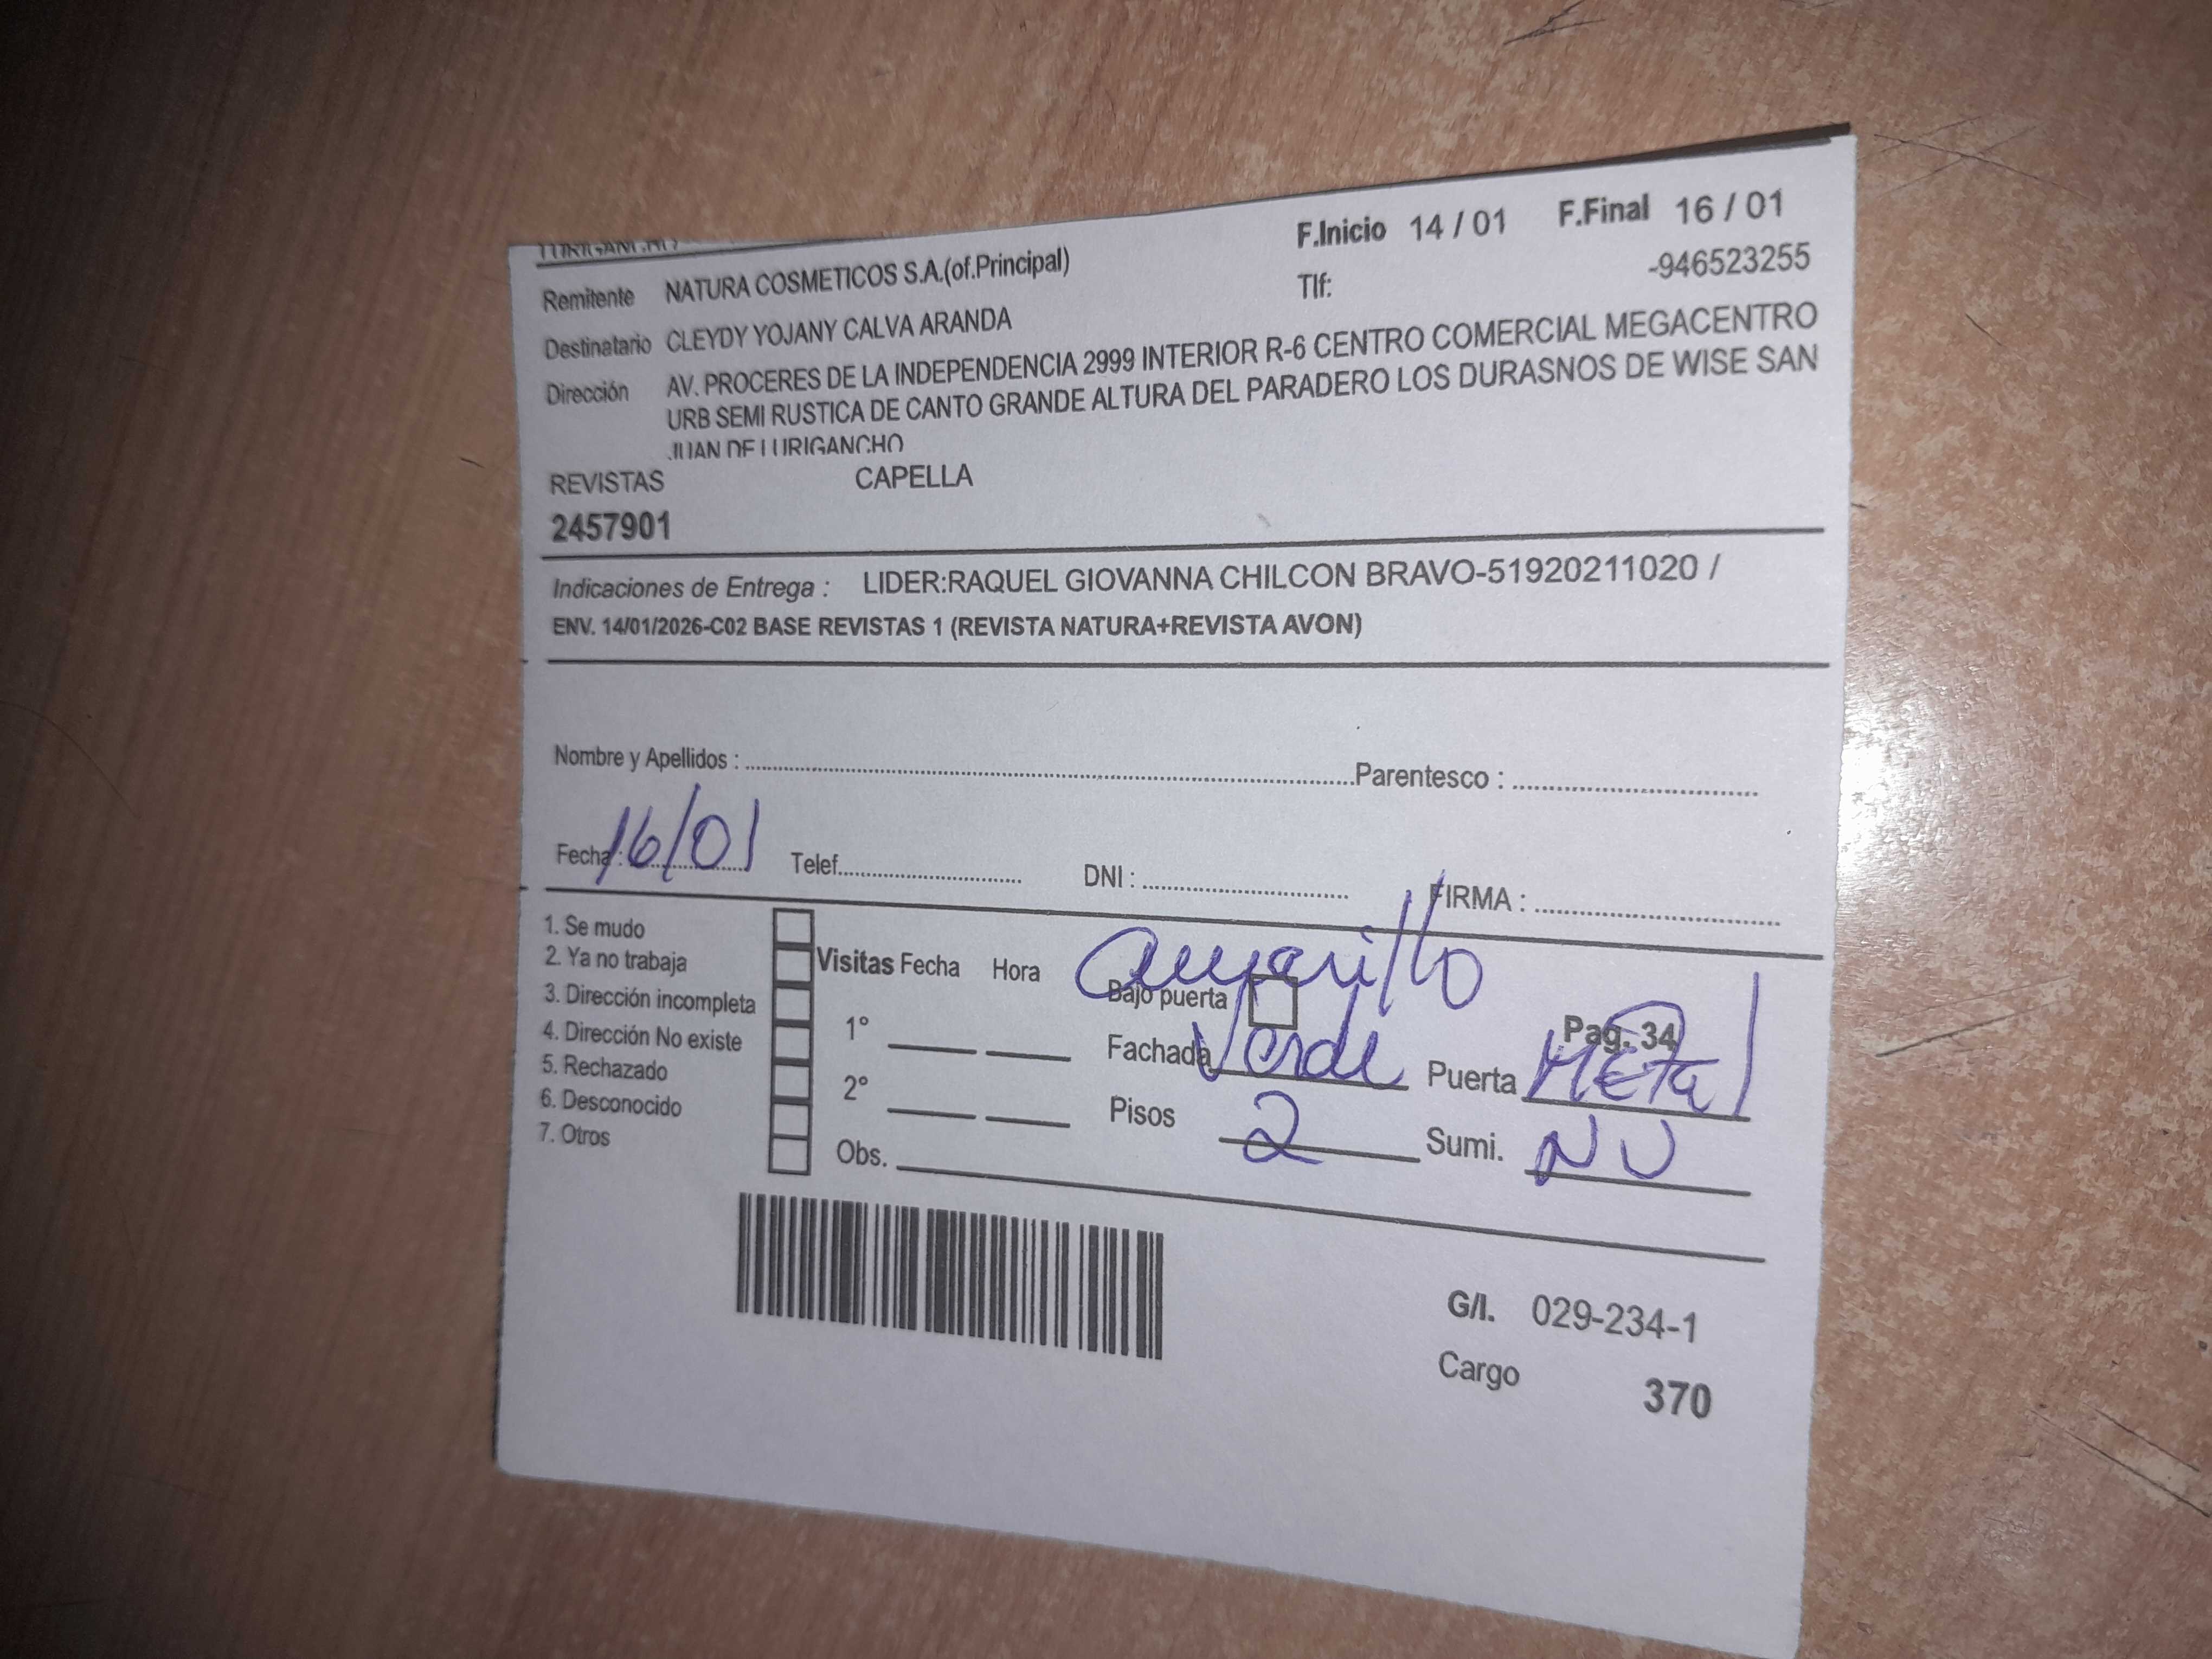 LURIGANCHO
F.Inicio 14 / 01 F.Final 16 / 01
Remitente NATURA COSMETICOS S.A.(of.Principal) Tlf: -946523255
Destinatario CLEYDY YOJANY CALVA ARANDA
Dirección AV. PROCERES DE LA INDEPENDENCIA 2999 INTERIOR R-6 CENTRO COMERCIAL MEGACENTRO
URB SEMI RUSTICA DE CANTO GRANDE ALTURA DEL PARADERO LOS DURASNOS DE WISE SAN
JUAN DE LURIGANCHO
REVISTAS CAPELLA
2457901
Indicaciones de Entrega : LIDER:RAQUEL GIOVANNA CHILCON BRAVO-51920211020 /
ENV. 14/01/2026-C02 BASE REVISTAS 1 (REVISTA NATURA+REVISTA AVON)
Nombre y Apellidos : Parentesco :
Fecha : 16/01 Telef. DNI : FIRMA :
1. Se mudo
2. Ya no trabaja
3. Dirección incompleta
4. Dirección No existe
5. Rechazado
6. Desconocido
7. Otros
Visitas Fecha Hora
1°
2°
Obs.
amarillo
Bajo puerta
Pag. 34
Fachada Verde Puerta Metal
Pisos 2 Sumi. NU
G/I. 029-234-1
Cargo 370